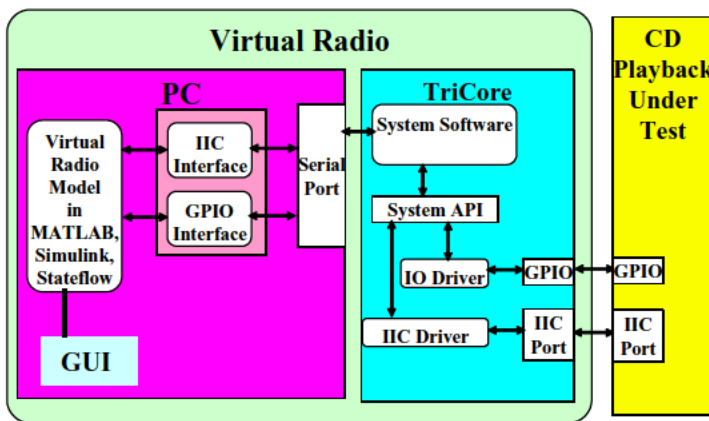 Virtual Radio
PC
Virtual
Radio
Model
in
MATLAB,
Simulink,
Stateflow
GUI
IIC
Interface
GPIO
Interface
Serial
Port
TriCore
System Software
System API
IO Driver
GPIO
IIC Driver
IIC
Port
CD
Playback
Under
Test
GPIO
IIC
Port